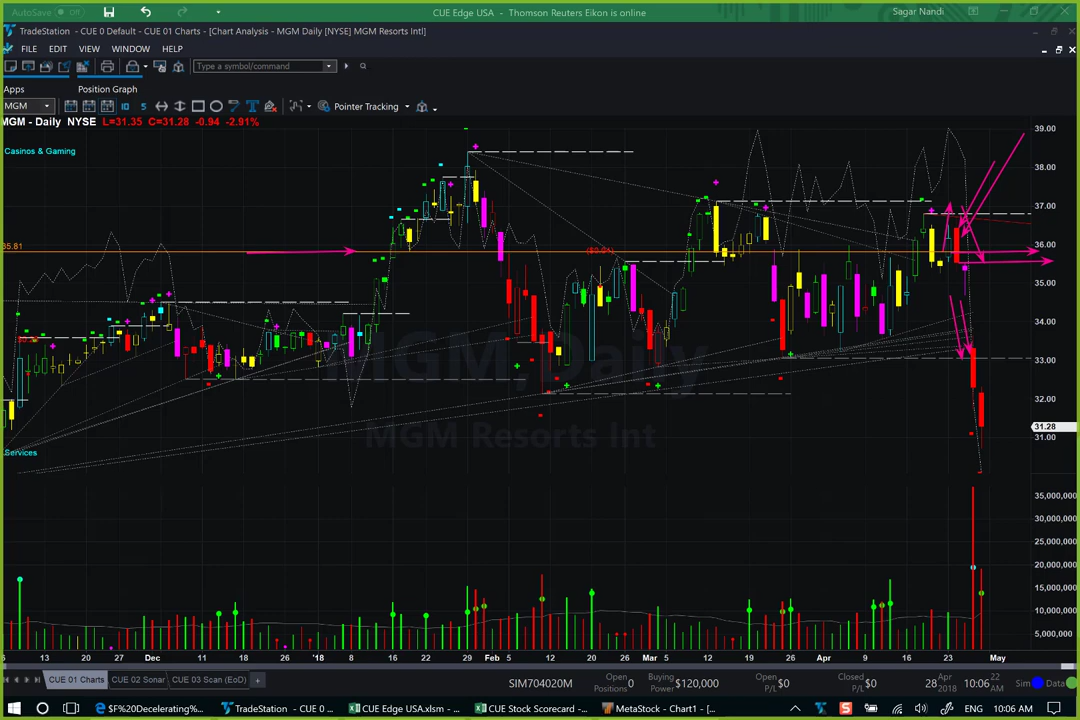 AutoSave Off
CUE Edge USA - Thomson Reuters Eikon is online
Sagar Nandi
TradeStation - CUE 0 Default - CUE 01 Charts - [Chart Analysis - MGM Daily [NYSE] MGM Resorts Intl]
FILE EDIT VIEW WINDOW HELP
Type a symbol/command
Apps Position Graph
MGM
Pointer Tracking
MGM - Daily NYSE L=31.35 C=31.28 -0.94 -2.91%
Casinos & Gaming
39.00
38.00
37.00
36.00
35.81
35.00
34.00
33.00
32.00
31.28
31.00
MGM, Daily
MGM Resorts Int
Services
35,000,000
30,000,000
25,000,000
20,000,000
15,000,000
10,000,000
5,000,000
13 20 27 Dec 11 18 26 '18 8 16 22 29 Feb 5 12 20 26 Mar 5 12 19 26 Apr 9 16 23 May
CUE 01 Charts CUE 02 Sonar CUE 03 Scan (EoD) +
SIM704020M
Open Positions 0
Buying Power $120,000
Open P/L $0
Closed P/L $0
28 Apr 2018
10:06 22 AM
Sim Data
$F%20Decelerating%...
TradeStation - CUE 0 ...
CUE Edge USA.xlsm - ...
CUE Stock Scorecard - ...
MetaStock - Chart1 - [...
ENG 10:06 AM